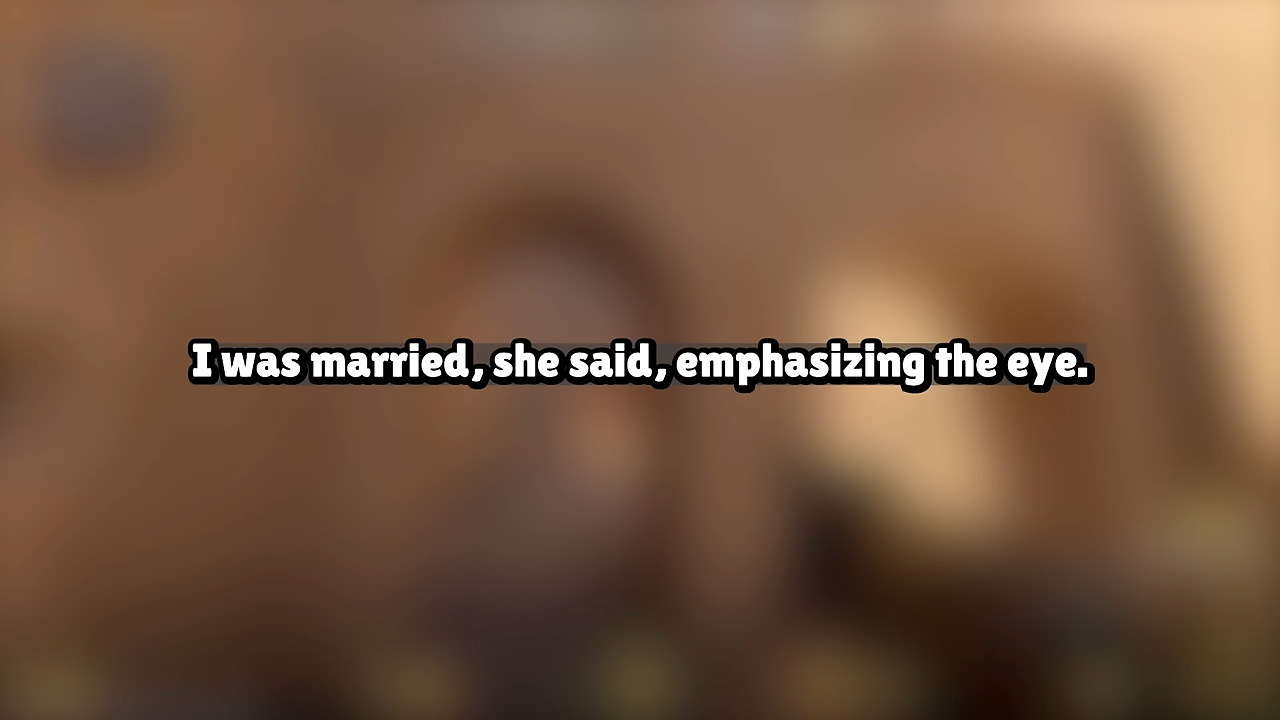 I was married, she said, emphasizing the eye.